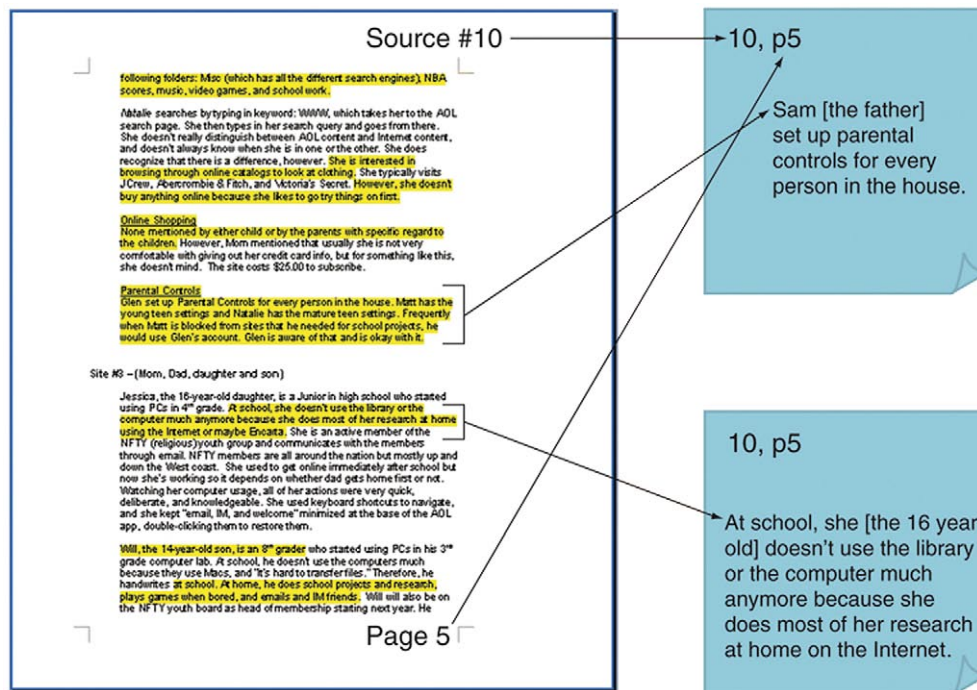 Source #10
following folders: Misc (which has all the different search engines), NBA
scores, music, video games, and school work.
Natalie searches by typing in keyword: WWW, which takes her to the AOL
search page. She then types in her search query and goes from there.
She doesn't really distinguish between AOL content and Internet content,
and doesn't always know when she is in one or the other. She does
recognize that there is a difference, however. She is interested in
browsing through online catalogs to look at clothing. She typically visits
JCrew, Abercrombie & Fitch, and Victoria's Secret. However, she doesn't
buy anything online because she likes to go try things on first.
Online Shopping
None mentioned by either child or by the parents with specific regard to
the children. However, Mom mentioned that usually she is not very
comfortable with giving out her credit card info, but for something like this,
she doesn't mind. The site costs $25.00 to subscribe.
Parental Controls
Glen set up Parental Controls for every person in the house. Matt has the
young teen settings and Natalie has the mature teen settings. Frequently
when Matt is blocked from sites that he needed for school projects, he
would use Glen's account. Glen is aware of that and is okay with it.
Site #3 – (Mom, Dad, daughter and son)
Jessica, the 16-year-old daughter, is a Junior in high school who started
using PCs in 4th grade. At school, she doesn't use the library or the
computer much anymore because she does most of her research at home
using the Internet or maybe Encarta. She is an active member of the
NFTY (religious) youth group and communicates with the members
through email. NFTY members are all around the nation but mostly up and
down the West coast. She used to get online immediately after school but
now she's working so it depends on whether dad gets home first or not.
Watching her computer usage, all of her actions were very quick,
deliberate, and knowledgeable. She used keyboard shortcuts to navigate,
and she kept "email, IM, and welcome" minimized at the base of the AOL
app, double-clicking them to restore them.
Will, the 14-year-old son, is an 8th grader who started using PCs in his 3rd
grade computer lab. At school, he doesn't use the computers much
because they use Macs, and "it's hard to transfer files." Therefore, he
handwrites at school. At home, he does school projects and research,
plays games when bored, and emails and IM friends. Will will also be on
the NFTY youth board as head of membership starting next year. He
Page 5
10, p5
Sam [the father]
set up parental
controls for every
person in the house.
10, p5
At school, she [the 16 year
old] doesn't use the library
or the computer much
anymore because she
does most of her research
at home on the Internet.